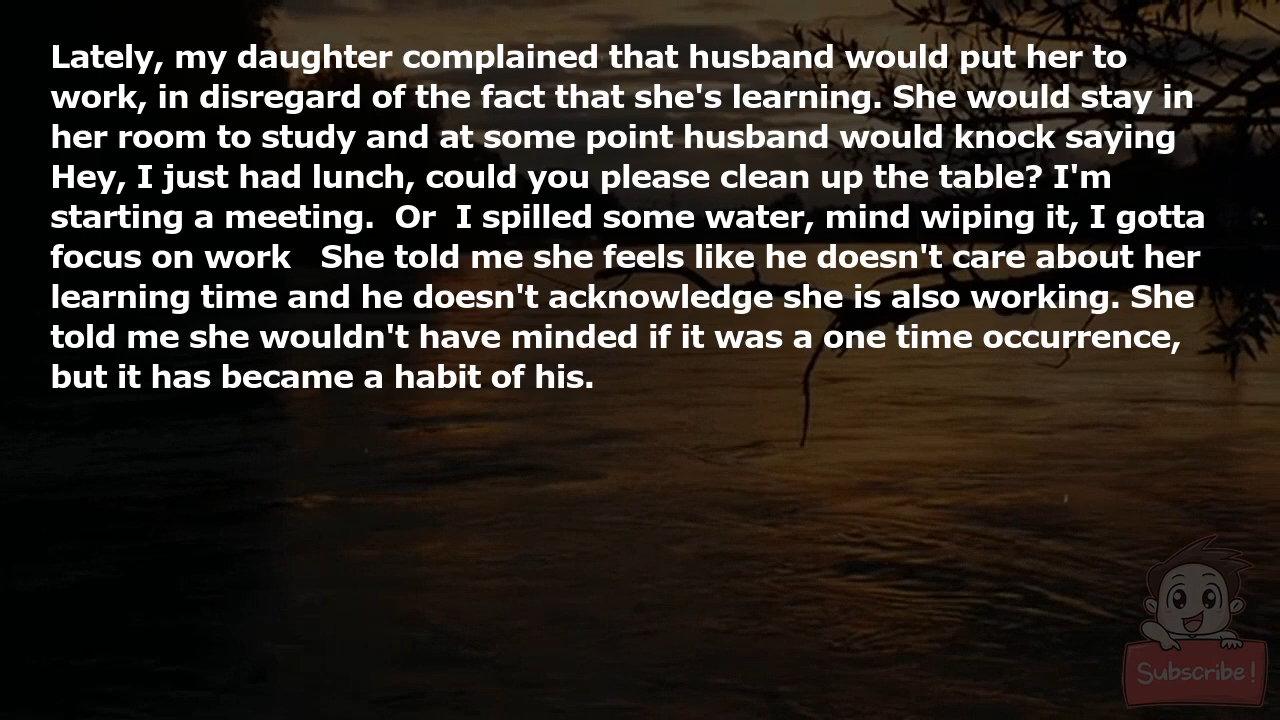 Lately, my daughter complained that husband would put her to
work, in disregard of the fact that she's learning. She would stay in
her room to study and at some point husband would knock saying
Hey, I just had lunch, could you please clean up the table? I'm
starting a meeting.  Or  I spilled some water, mind wiping it, I gotta
focus on work   She told me she feels like he doesn't care about her
learning time and he doesn't acknowledge she is also working. She
told me she wouldn't have minded if it was a one time occurrence,
but it has became a habit of his.
Subscribe!